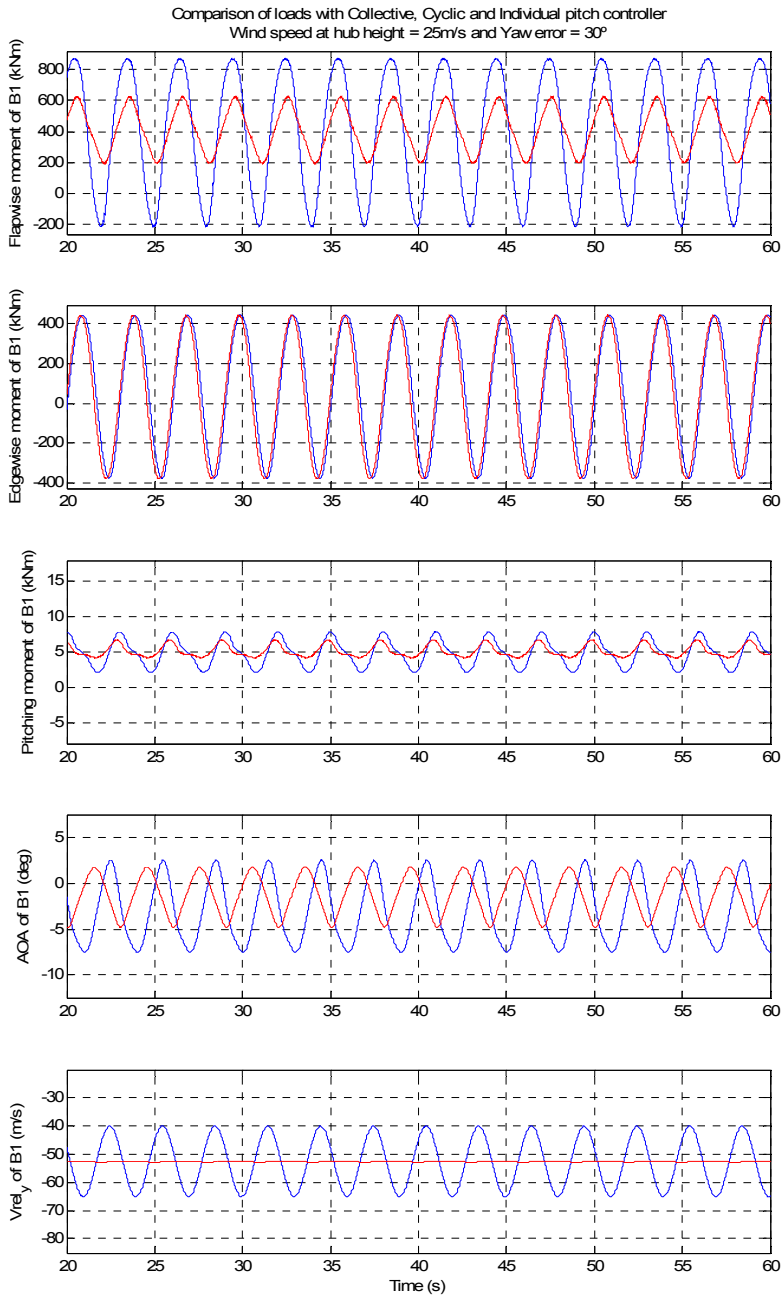 Comparison of loads with Collective, Cyclic and Individual pitch controller
Wind speed at hub height = 25m/s and Yaw error = 30º
Flapwise moment of B1 (kNm)
800
600
400
200
0
-200
20 25 30 35 40 45 50 55 60
Edgewise moment of B1 (kNm)
400
200
0
-200
-400
20 25 30 35 40 45 50 55 60
Pitching moment of B1 (kNm)
15
10
5
0
-5
20 25 30 35 40 45 50 55 60
AOA of B1 (deg)
5
0
-5
-10
20 25 30 35 40 45 50 55 60
Vrel_y of B1 (m/s)
-30
-40
-50
-60
-70
-80
20 25 30 35 40 45 50 55 60
Time (s)